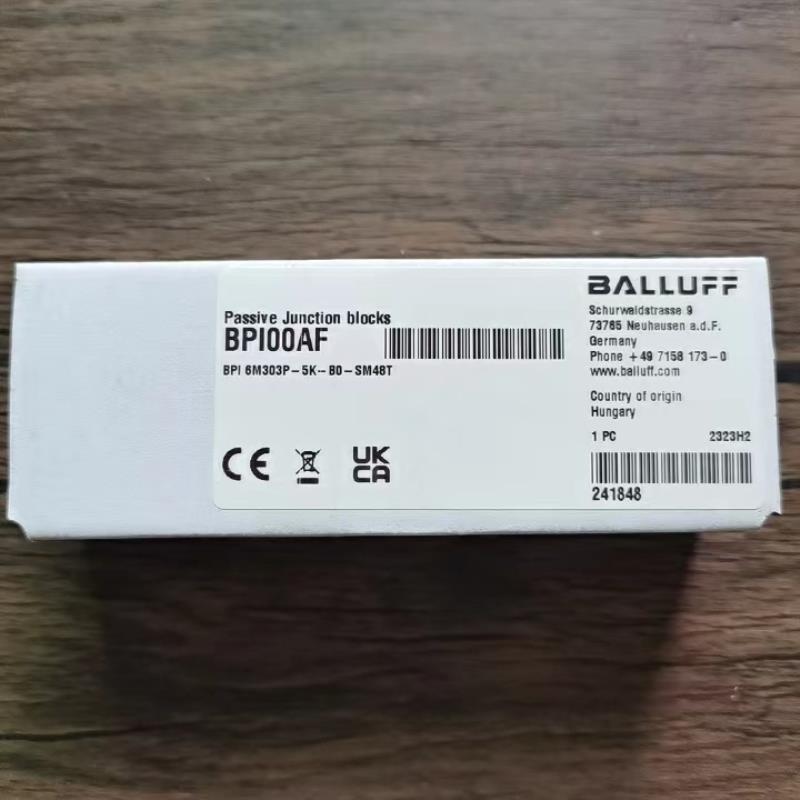 Passive Junction blocks
BPI00AF
BPI 6M303P-5K-B0-SM48T
CE
UK
CA
BALLUFF
Schurwaldstrasse 9
73765 Neuhausen a.d.F.
Germany
Phone +49 7158 173-0
www.balluff.com
Country of origin
Hungary
1 PC 2323H2
241848